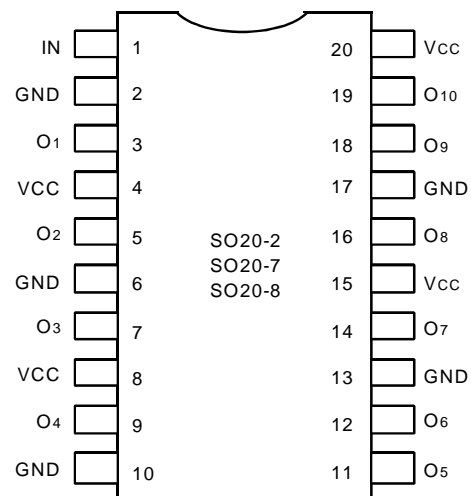 IN 1 20 VCC
GND 2 19 O10
O1 3 18 O9
VCC 4 17 GND
O2 5 16 O8
SO20-2
GND 6 SO20-7 15 VCC
SO20-8
O3 7 14 O7
VCC 8 13 GND
O4 9 12 O6
GND 10 11 O5